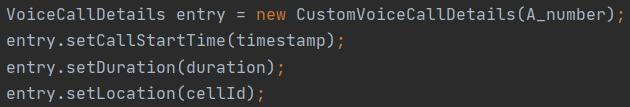 VoiceCallDetails entry = new CustomVoiceCallDetails(A_number);
entry.setCallStartTime(timestamp);
entry.setDuration(duration);
entry.setLocation(cellId);